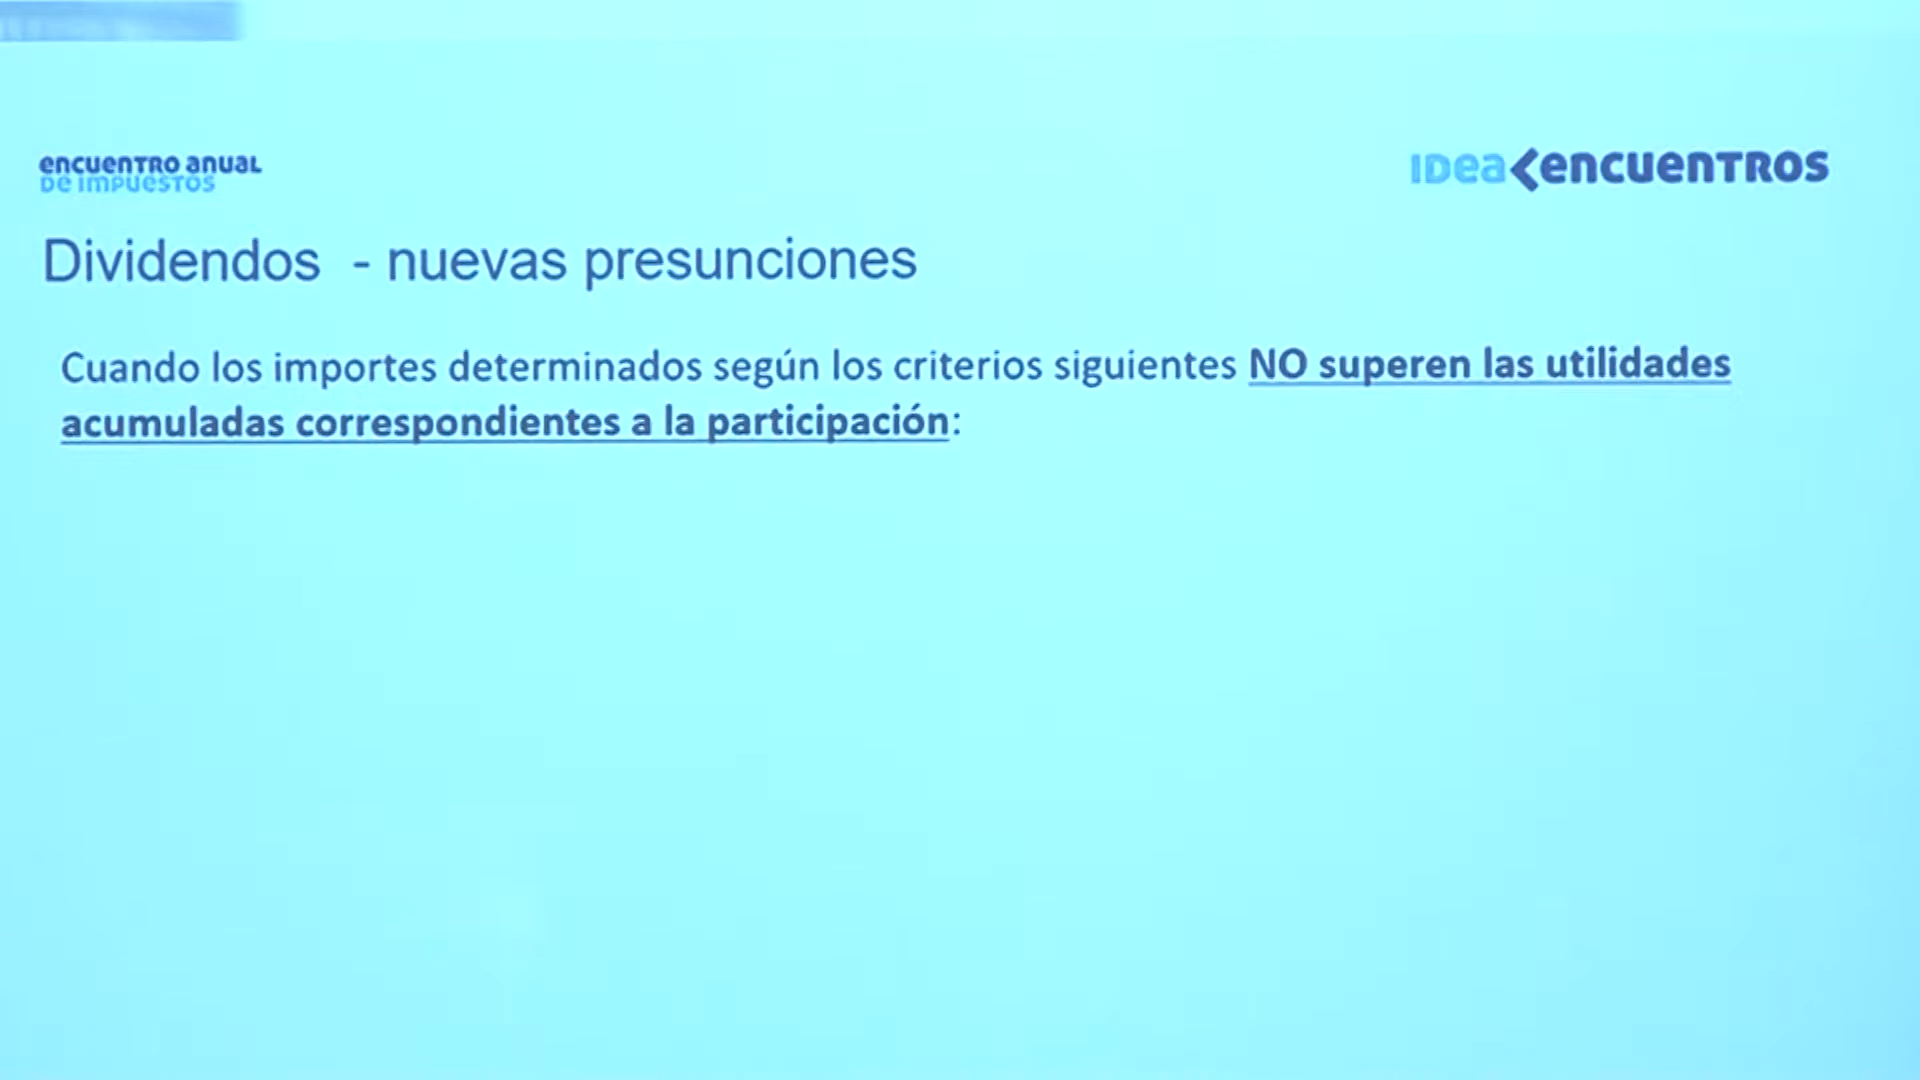 encuentro anual
de impuestos
idea<encuentros
Dividendos - nuevas presunciones
Cuando los importes determinados según los criterios siguientes NO superen las utilidades
acumuladas correspondientes a la participación: